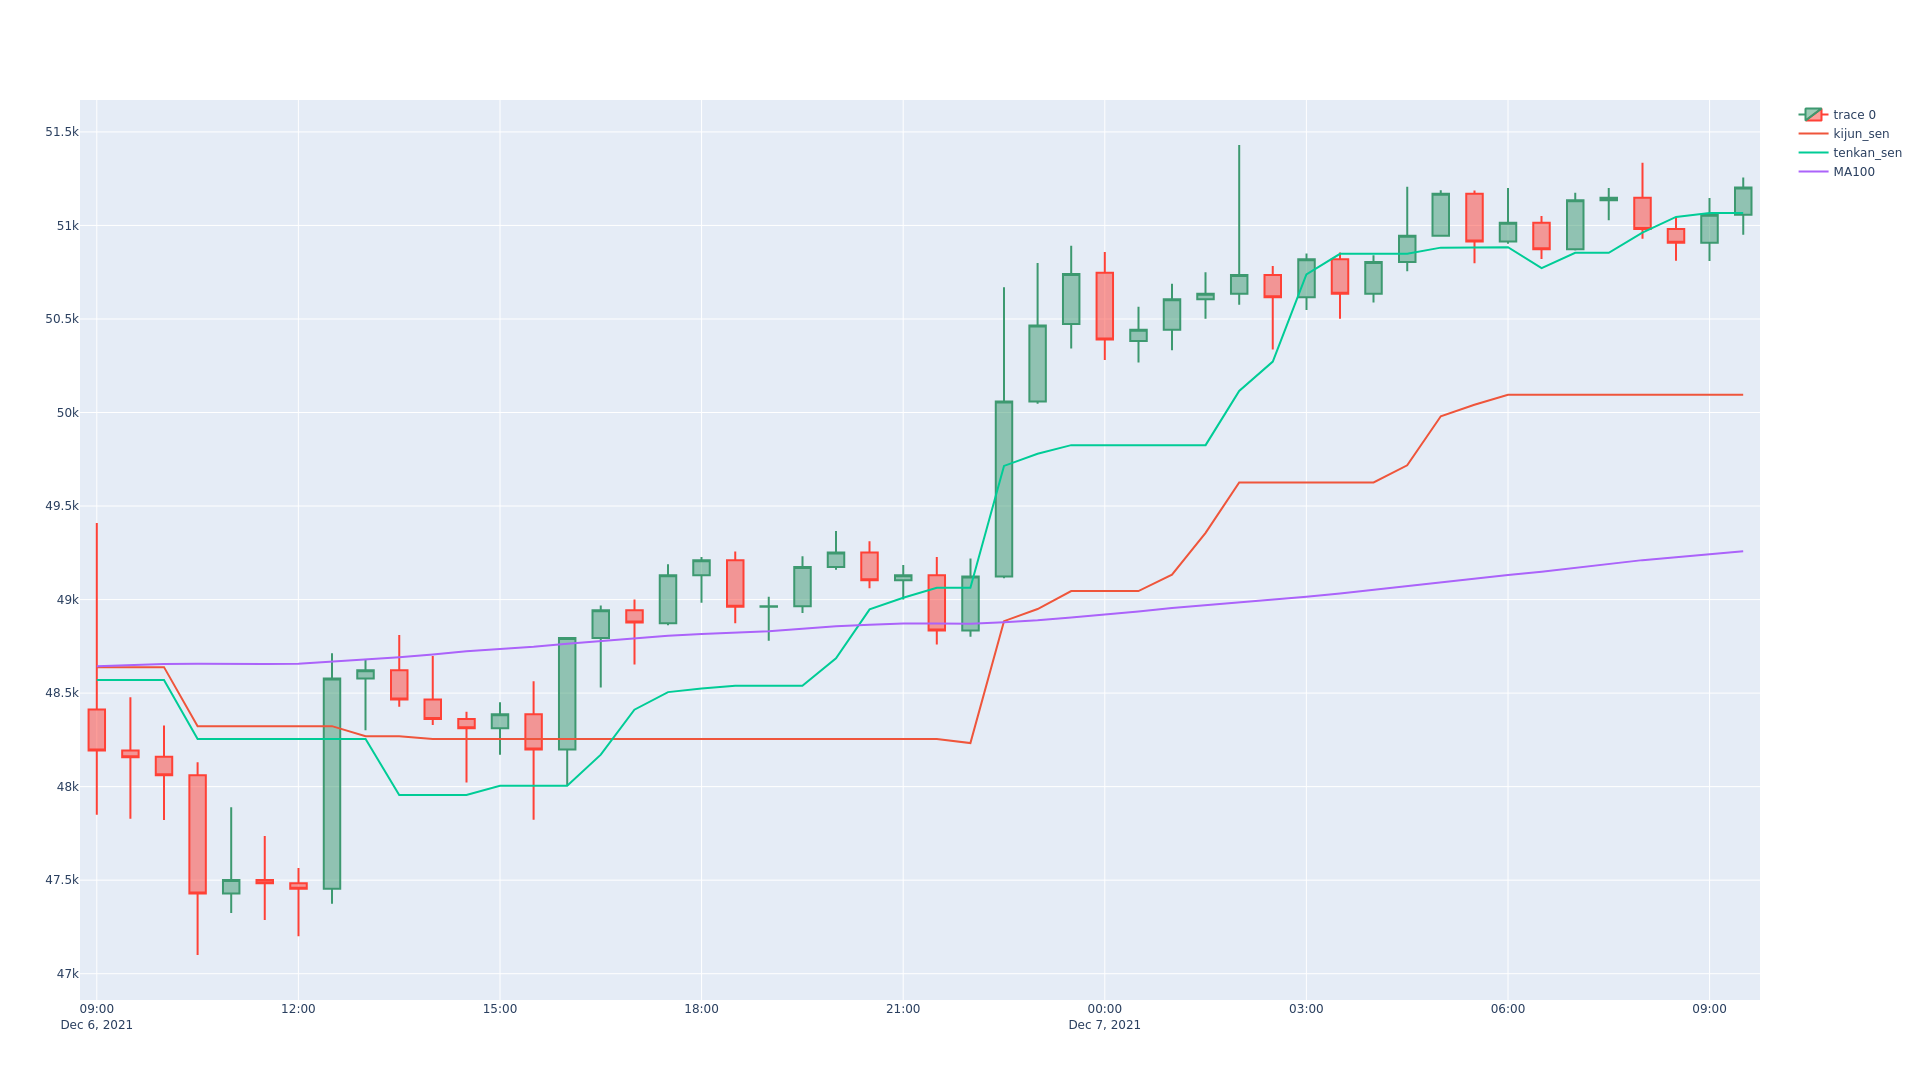 51.5k
51k
50.5k
50k
49.5k
49k
48.5k
48k
47.5k
47k
09:00 12:00 15:00 18:00 21:00 00:00 03:00 06:00 09:00
Dec 6, 2021 Dec 7, 2021
trace 0
kijun_sen
tenkan_sen
MA100